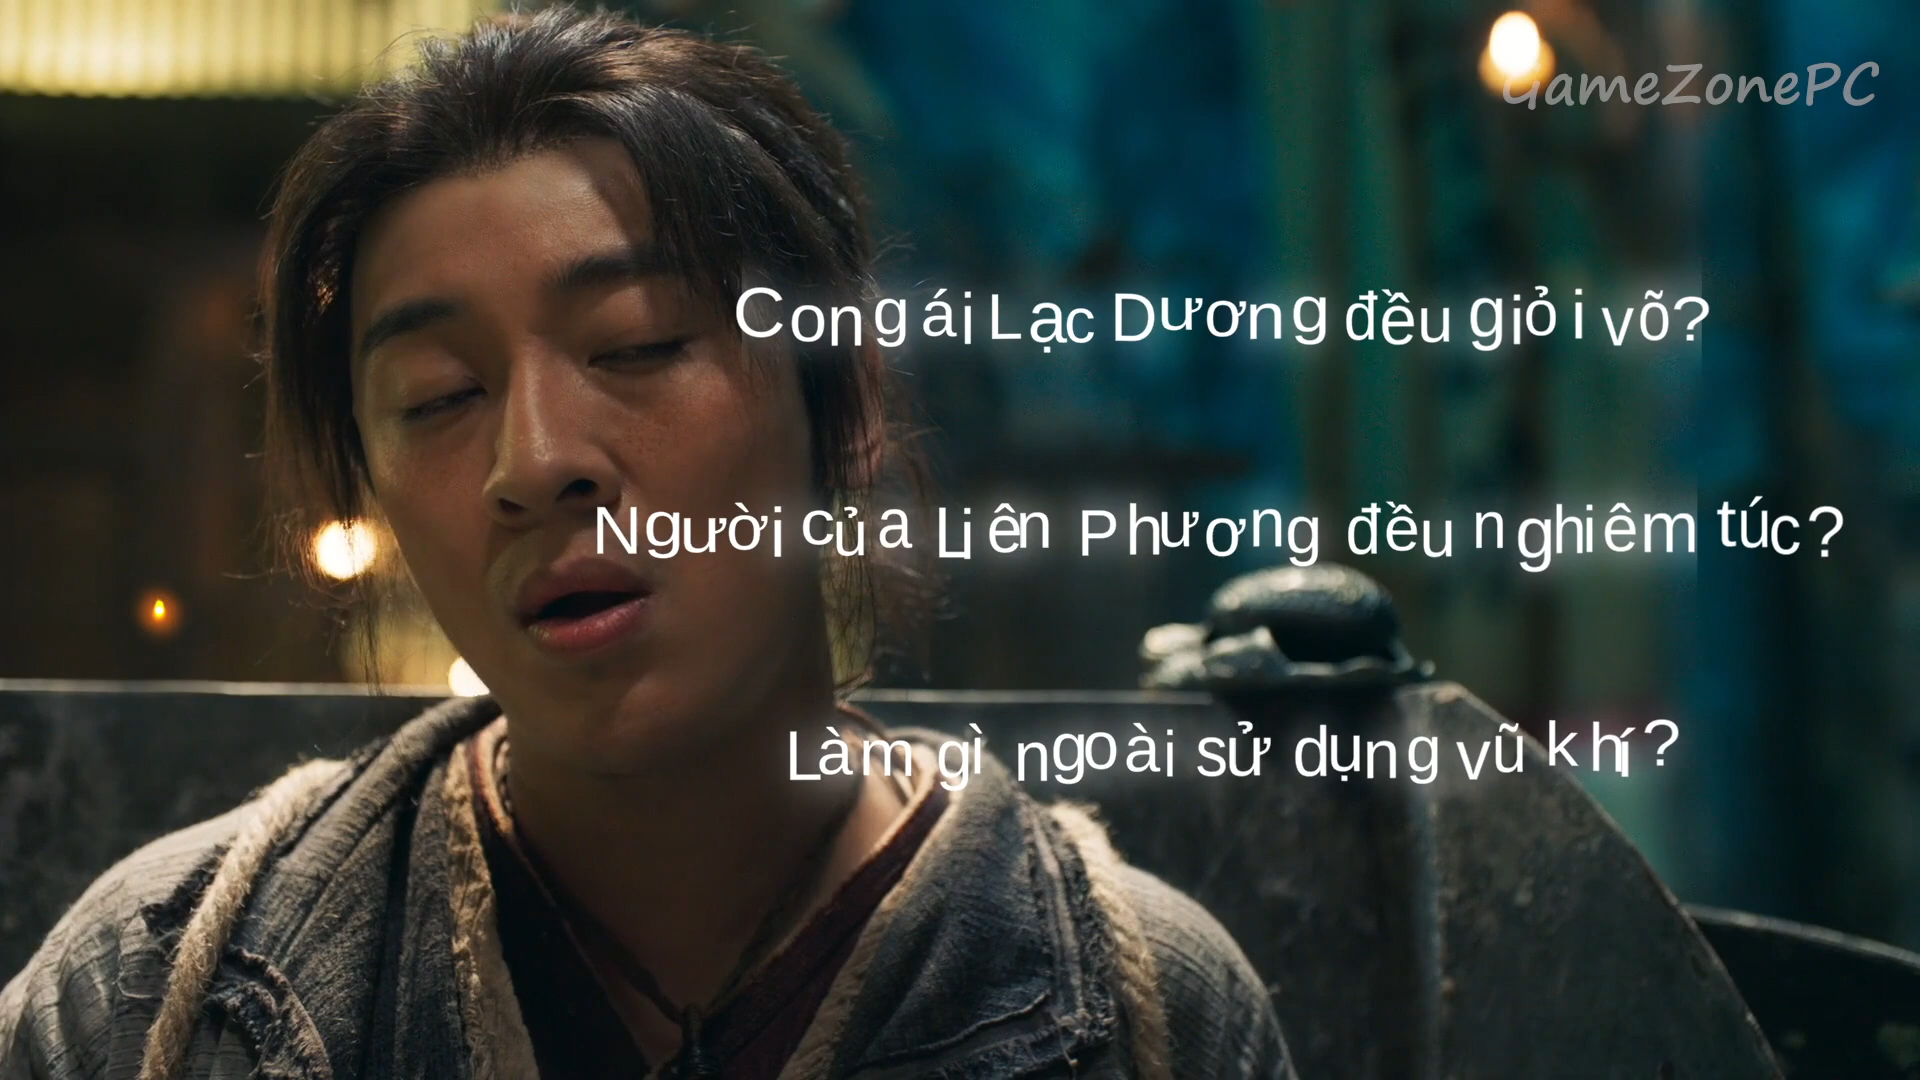 GameZonePC
Con gái Lạc Dương đều giỏi võ?
Người của Liên Phương đều nghiêm túc?
Làm gì ngoài sử dụng vũ khí?